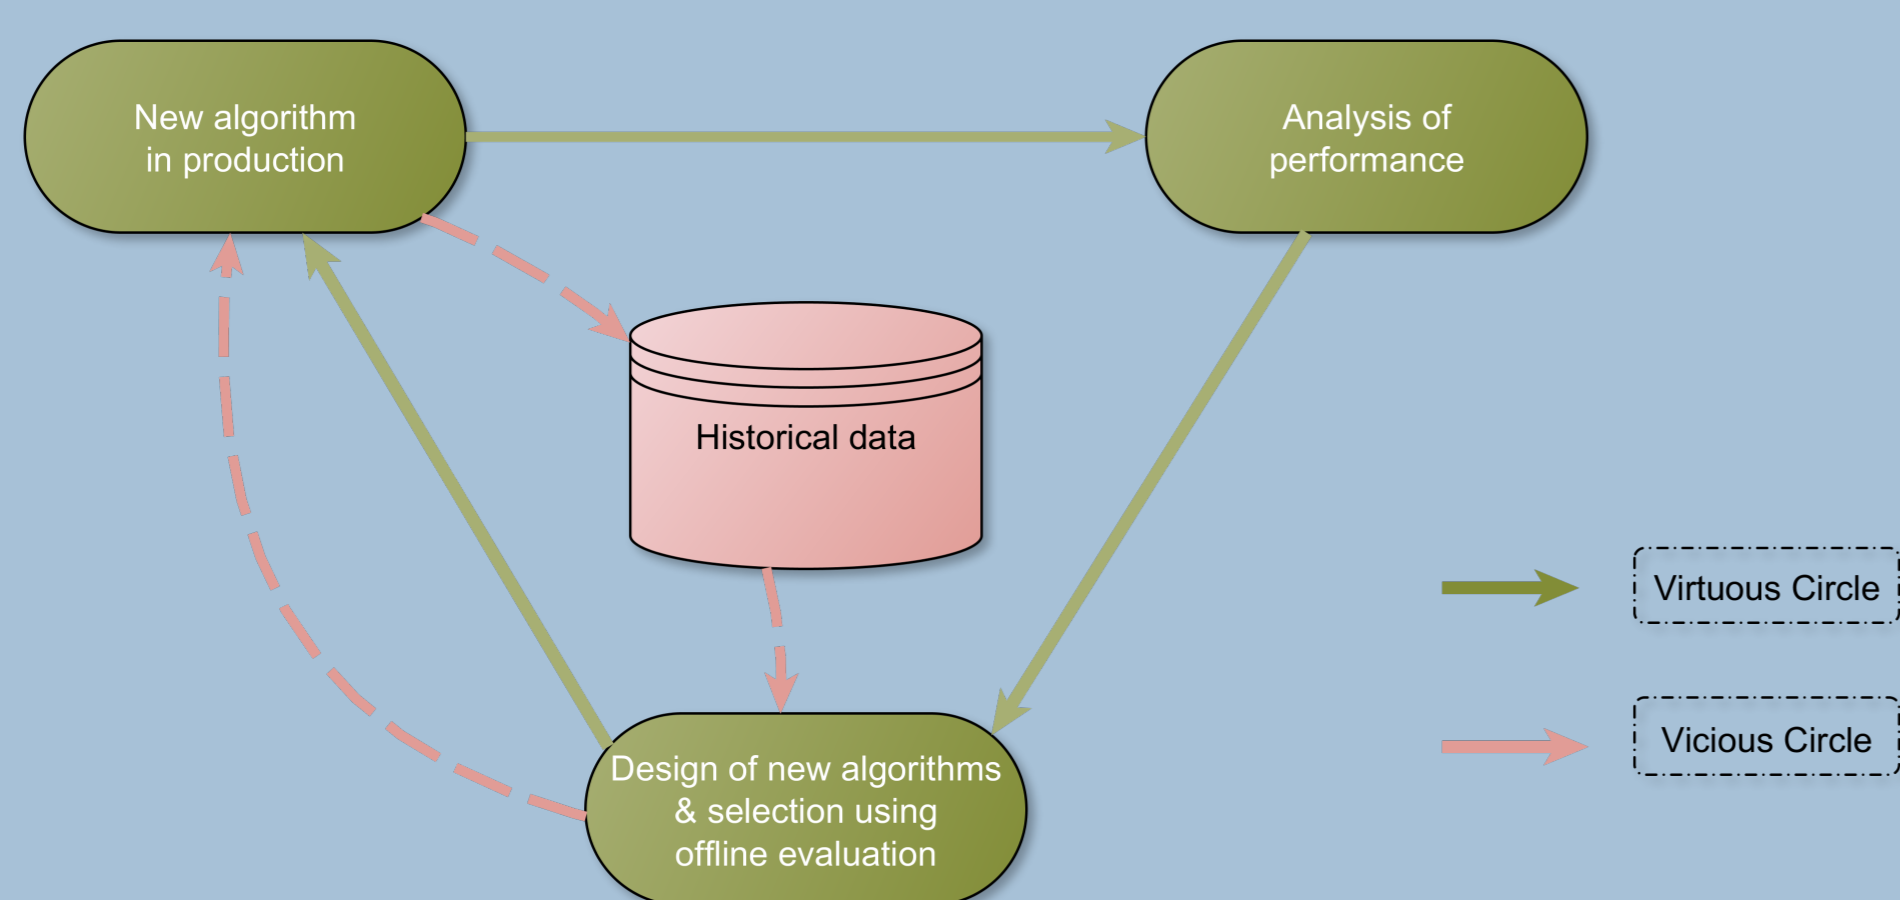 New algorithm
in production
Analysis of
performance
Historical data
Virtuous Circle
Vicious Circle
Design of new algorithms
& selection using
offline evaluation